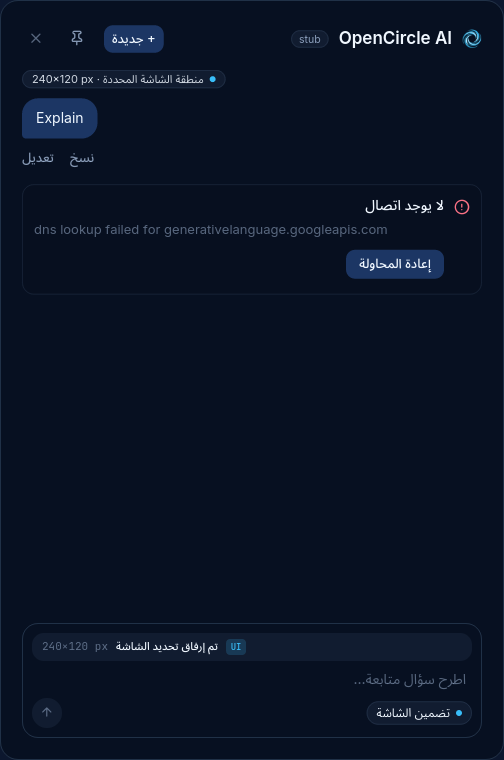 OpenCircle AI
stub
+ جديدة
منطقة الشاشة المحددة · 240×120 px
Explain
نسخ
تعديل
لا يوجد اتصال
dns lookup failed for generativelanguage.googleapis.com
إعادة المحاولة
UI تم إرفاق تحديد الشاشة 240×120 px
اطرح سؤال متابعة...
تضمين الشاشة